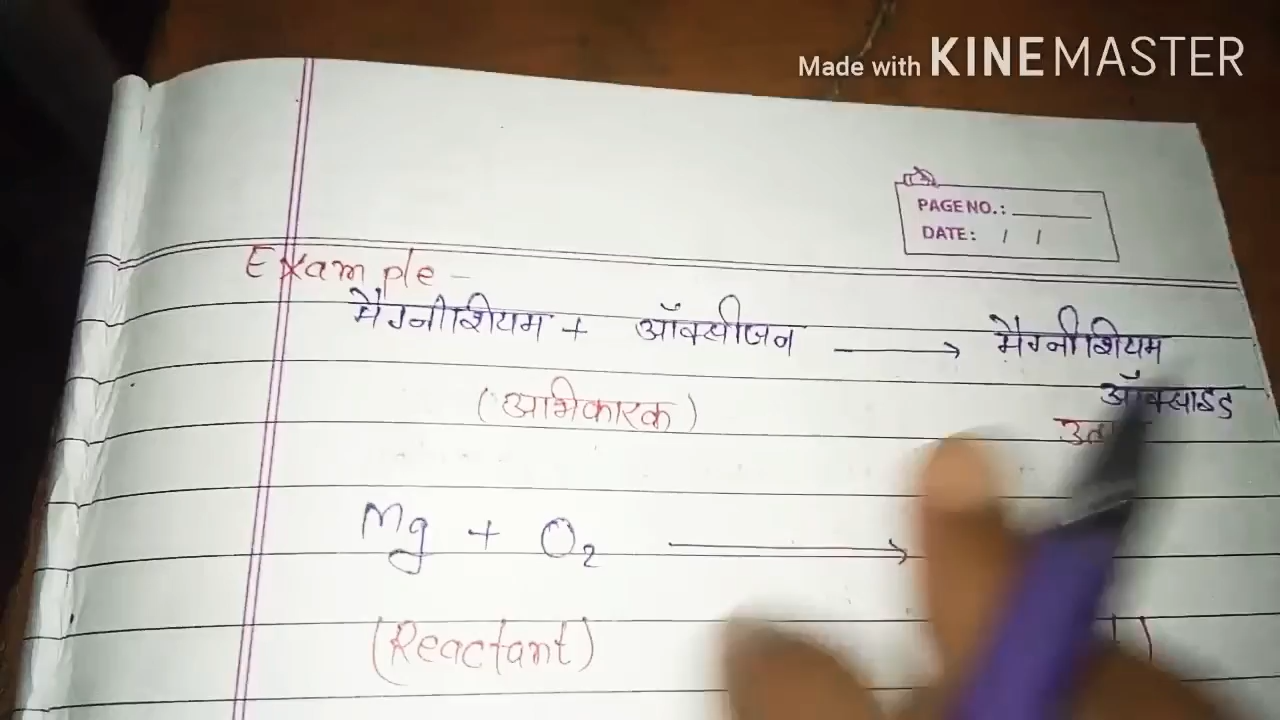 Made with KINEMASTER
PAGE NO.:
DATE: / /
Example -
मैग्नीशियम + ऑक्सीजन ⟶ मैग्नीशियम
ऑक्साइड
(अभिकारक)
Mg + O₂ ⟶
(Reactant)